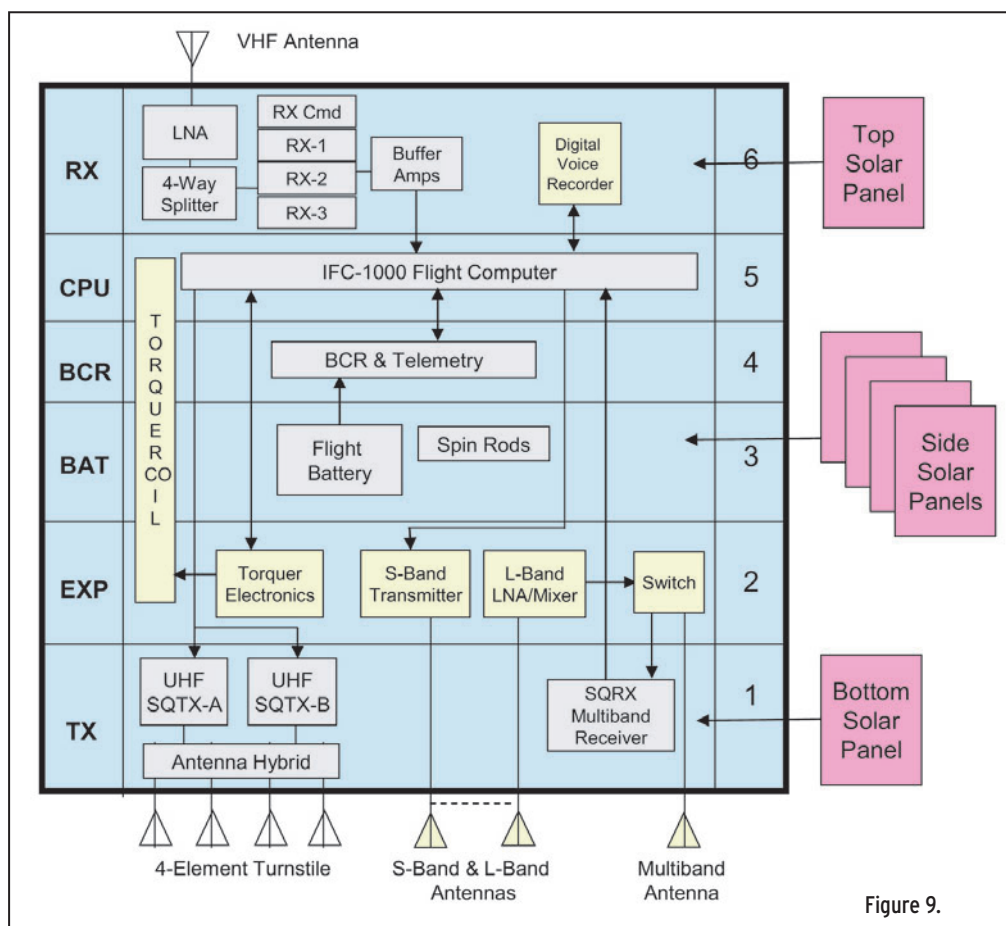 VHF Antenna
RX
LNA
4-Way
Splitter
RX Cmd
RX-1
RX-2
RX-3
Buffer
Amps
Digital
Voice
Recorder
6
Top
Solar
Panel
CPU
IFC-1000 Flight Computer
5
T
O
R
Q
U
E
R
CO
I
L
BCR
BCR & Telemetry
4
BAT
Flight
Battery
Spin Rods
3
Side
Solar
Panels
EXP
Torquer
Electronics
S-Band
Transmitter
L-Band
LNA/Mixer
Switch
2
TX
UHF
SQTX-A
UHF
SQTX-B
Antenna Hybrid
SQRX
Multiband
Receiver
1
Bottom
Solar
Panel
4-Element Turnstile
S-Band & L-Band
Antennas
Multiband
Antenna
Figure 9.